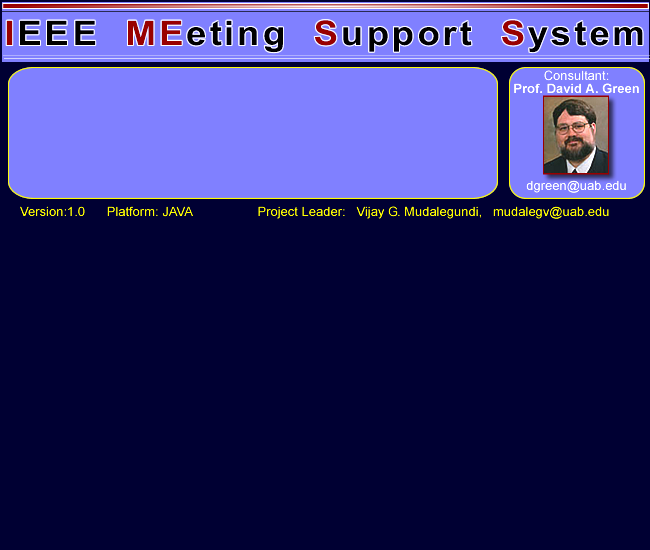 IEEE MEeting Support System
Consultant:
Prof. David A. Green
dgreen@uab.edu
Version:1.0 Platform: JAVA Project Leader: Vijay G. Mudalegundi, mudalegv@uab.edu